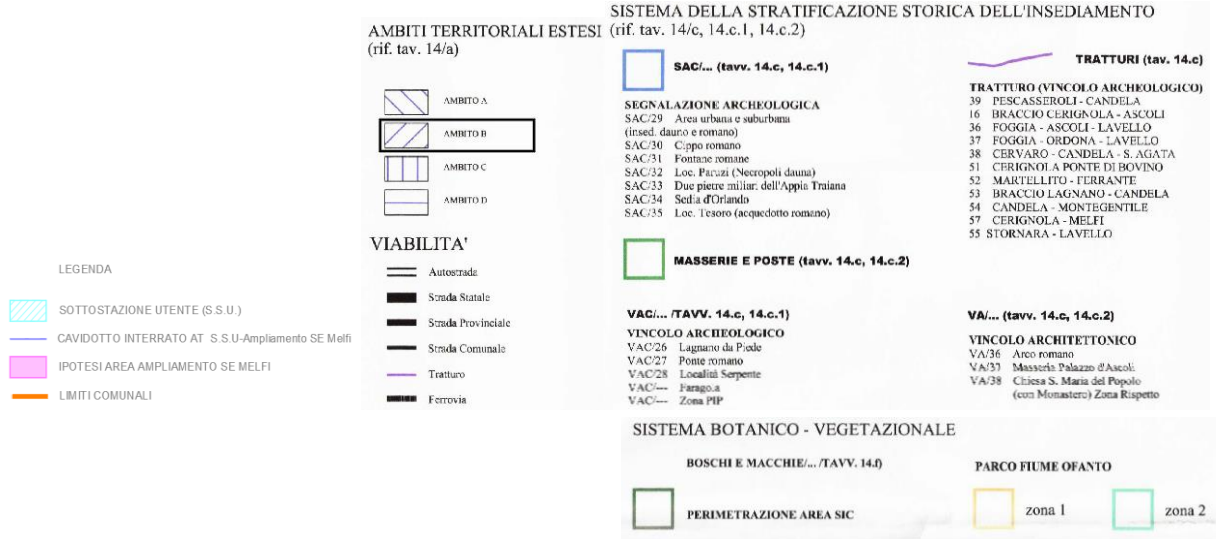 AMBITI TERRITORIALI ESTESI
(rif. tav. 14/a)
AMBITO A
AMBITO B
AMBITO C
AMBITO D
VIABILITA'
Autostrada
Strada Statale
Strada Provinciale
Strada Comunale
Tratturo
Ferrovia
LEGENDA
SOTTOSTAZIONE UTENTE (S.S.U.)
CAVIDOTTO INTERRATO AT S.S.U-Ampliamento SE Melfi
IPOTESI AREA AMPLIAMENTO SE MELFI
LIMITI COMUNALI
SISTEMA DELLA STRATIFICAZIONE STORICA DELL'INSEDIAMENTO
(rif. tav. 14/c, 14.c.1, 14.c.2)
SAC/... (tavv. 14.c, 14.c.1)
SEGNALAZIONE ARCHEOLOGICA
SAC/29 Area urbana e suburbana
(insed. dauno e romano)
SAC/30 Cippo romano
SAC/31 Fontane romane
SAC/32 Loc. Paruzi (Necropoli dauna)
SAC/33 Due pietre miliari dell'Appia Traiana
SAC/34 Sedia d'Orlando
SAC/35 Loc. Tesoro (acquedotto romano)
MASSERIE E POSTE (tavv. 14.c, 14.c.2)
VAC/... /TAVV. 14.c, 14.c.1)
VINCOLO ARCHEOLOGICO
VAC/26 Lagnano da Piede
VAC/27 Ponte romano
VAC/28 Località Serpente
VAC/--- Farago.a
VAC/--- Zona PIP
TRATTURI (tav. 14.c)
TRATTURO (VINCOLO ARCHEOLOGICO)
39 PESCASSEROLI - CANDELA
16 BRACCIO CERIGNOLA - ASCOLI
36 FOGGIA - ASCOLI - LAVELLO
37 FOGGIA - ORDONA - LAVELLO
38 CERVARO - CANDELA - S. AGATA
51 CERIGNOLA PONTE DI BOVINO
52 MARTELLITO - FERRANTE
53 BRACCIO LAGNANO - CANDELA
54 CANDELA - MONTEGENTILE
57 CERIGNOLA - MELFI
55 STORNARA - LAVELLO
VA/... (tavv. 14.c, 14.c.2)
VINCOLO ARCHITETTONICO
VA/36 Arco romano
VA/37 Masseria Palazzo d'Ascoli
VA/38 Chiesa S. Maria del Popolo
(con Monastero) Zona Rispetto
SISTEMA BOTANICO - VEGETAZIONALE
BOSCHI E MACCHIE/... /TAVV. 14.f)
PERIMETRAZIONE AREA SIC
PARCO FIUME OFANTO
zona 1
zona 2